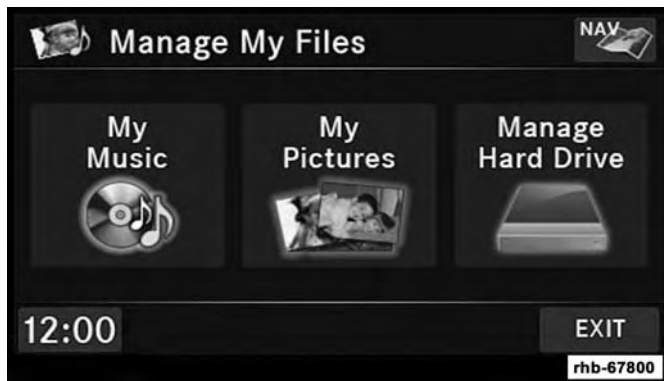 Manage My Files
NAV
My
Music
My
Pictures
Manage
Hard Drive
12:00
EXIT
rhb-67800